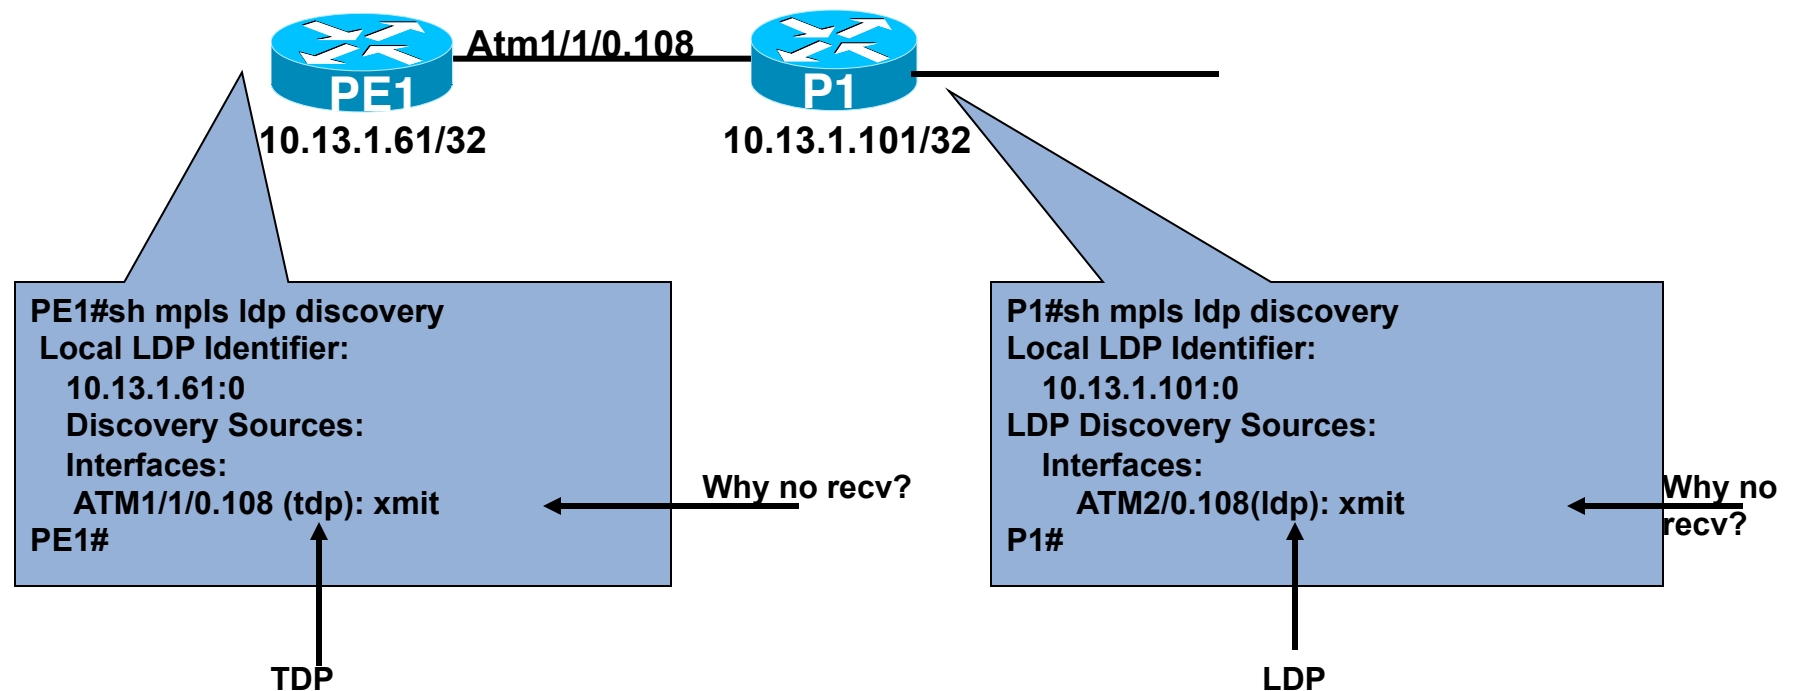 Atm1/1/0.108
PE1
P1
10.13.1.61/32
10.13.1.101/32
PE1#sh mpls ldp discovery
Local LDP Identifier:
10.13.1.61:0
Discovery Sources:
Interfaces:
ATM1/1/0.108 (tdp): xmit
PE1#
Why no recv?
TDP
P1#sh mpls ldp discovery
Local LDP Identifier:
10.13.1.101:0
LDP Discovery Sources:
Interfaces:
ATM2/0.108(ldp): xmit
P1#
Why no
recv?
LDP